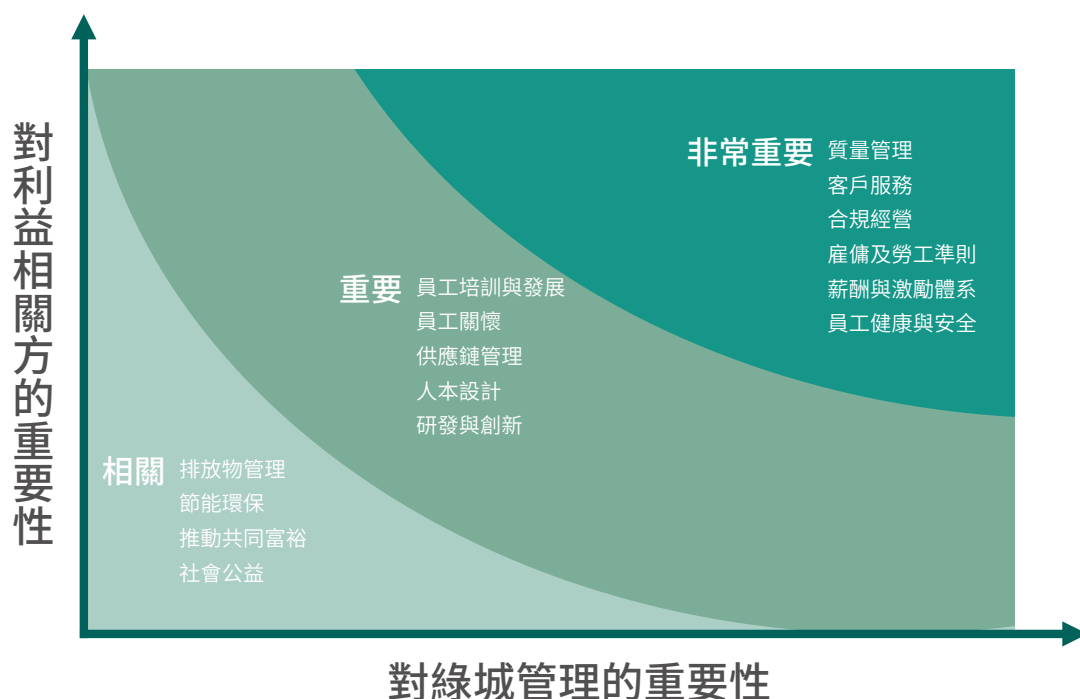 對利益相關方的重要性
非常重要
質量管理
客戶服務
合規經營
雇傭及勞工準則
薪酬與激勵體系
員工健康與安全
重要
員工培訓與發展
員工關懷
供應鏈管理
人本設計
研發與創新
相關
排放物管理
節能環保
推動共同富裕
社會公益
對綠城管理的重要性